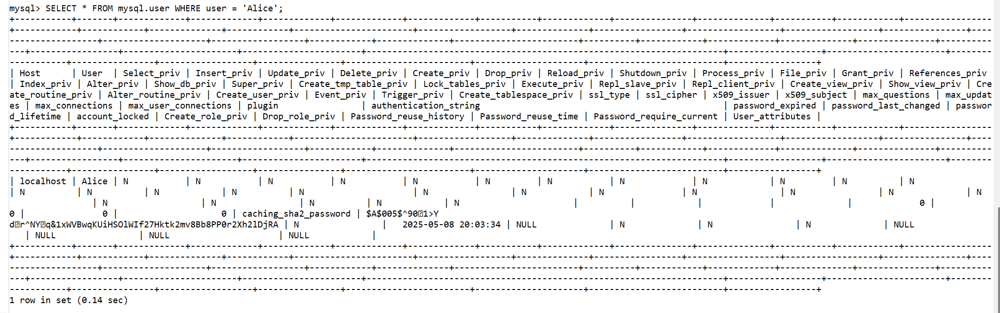 mysql> SELECT * FROM mysql.user WHERE user = 'Alice';
+-----------+-------+-------------+-------------+-------------+-------------+-------------+-----------+-------------+---------------+--------------+-----------+------------+-----------------
+------------+------------+--------------+------------+-----------------------+------------------+--------------+-----------------+------------------+------------------+----------------+----
-----------------+--------------------+------------------+------------+--------------+------------------------+----------+------------+-------------+--------------+---------------+----------
---+-----------------+----------------------+-----------------------+---------------------------------------------------------------------+------------------+-----------------------+--------
-----------+----------------+------------------+----------------+------------------------+---------------------+--------------------------+-----------------+
| Host      | User  | Select_priv | Insert_priv | Update_priv | Delete_priv | Create_priv | Drop_priv | Reload_priv | Shutdown_priv | Process_priv | File_priv | Grant_priv | References_priv
| Index_priv | Alter_priv | Show_db_priv | Super_priv | Create_tmp_table_priv | Lock_tables_priv | Execute_priv | Repl_slave_priv | Repl_client_priv | Create_view_priv | Show_view_priv | Cre
ate_routine_priv | Alter_routine_priv | Create_user_priv | Event_priv | Trigger_priv | Create_tablespace_priv | ssl_type | ssl_cipher | x509_issuer | x509_subject | max_questions | max_updat
es | max_connections | max_user_connections | plugin                | authentication_string                                               | password_expired | password_last_changed | passwor
d_lifetime | account_locked | Create_role_priv | Drop_role_priv | Password_reuse_history | Password_reuse_time | Password_require_current | User_attributes |
+-----------+-------+-------------+-------------+-------------+-------------+-------------+-----------+-------------+---------------+--------------+-----------+------------+-----------------
+------------+------------+--------------+------------+-----------------------+------------------+--------------+-----------------+------------------+------------------+----------------+----
-----------------+--------------------+------------------+------------+--------------+------------------------+----------+------------+-------------+--------------+---------------+----------
---+-----------------+----------------------+-----------------------+---------------------------------------------------------------------+------------------+-----------------------+--------
-----------+----------------+------------------+----------------+------------------------+---------------------+--------------------------+-----------------+
| localhost | Alice | N           | N           | N           | N           | N           | N         | N           | N             | N            | N         | N          | N
| N          | N          | N            | N          | N                     | N                | N            | N               | N                | N                | N              | N
                | N                  | N                | N          | N            | N                      |          |            |             |              |             0 |
0 |               0 |                    0 | caching_sha2_password | $A$005$^901>Y
dr^NYq&1xWVBwqKUiHSOlWIf27Hktk2mv8Bb8PP0r2Xh2lDjRA | N                |   2025-05-08 20:03:34 | NULL              | N              | N                | N              | NULL
   | NULL                | NULL                     | NULL            |
+-----------+-------+-------------+-------------+-------------+-------------+-------------+-----------+-------------+---------------+--------------+-----------+------------+-----------------
+------------+------------+--------------+------------+-----------------------+------------------+--------------+-----------------+------------------+------------------+----------------+----
-----------------+--------------------+------------------+------------+--------------+------------------------+----------+------------+-------------+--------------+---------------+----------
---+-----------------+----------------------+-----------------------+---------------------------------------------------------------------+------------------+-----------------------+--------
-----------+----------------+------------------+----------------+------------------------+---------------------+--------------------------+-----------------+
1 row in set (0.14 sec)